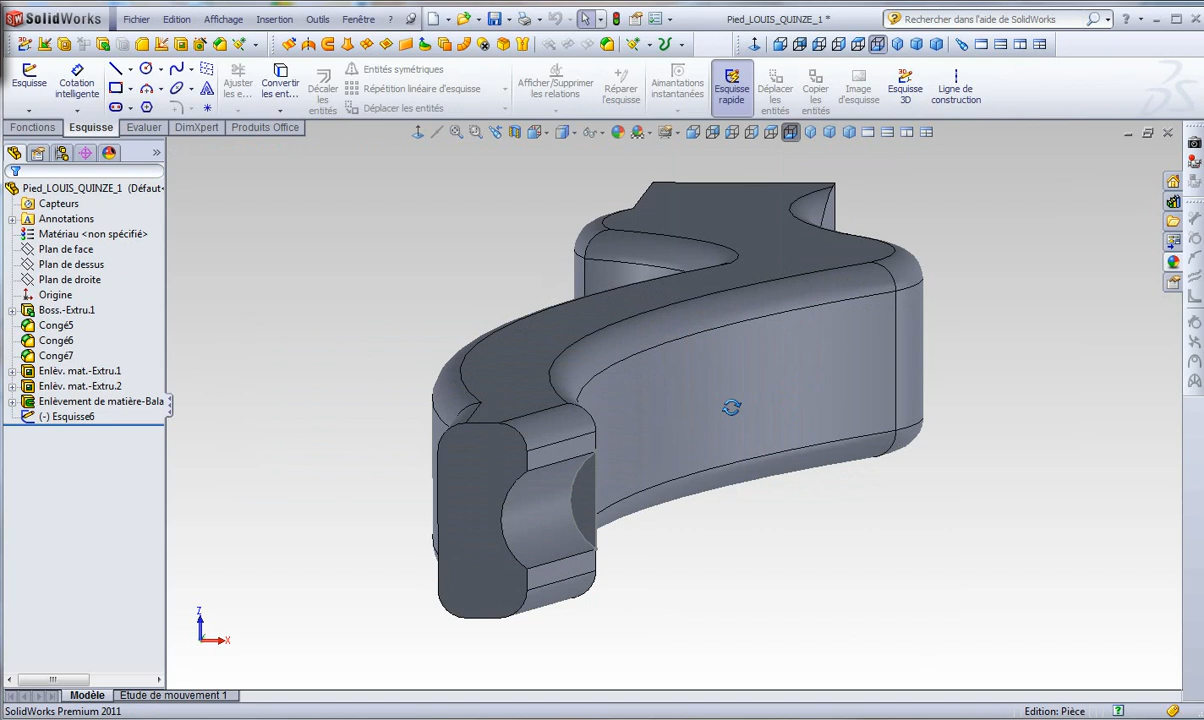 SolidWorks Fichier Edition Affichage Insertion Outils Fenêtre ? Pied_LOUIS_QUINZE_1 * Rechercher dans l'aide de SolidWorks
Esquisse
Cotation
intelligente
Ajuster
les e...
Convertir
les ent...
Décaler
les
entités
Entités symétriques
Répétition linéaire d'esquisse
Déplacer les entités
Afficher/Supprimer
les relations
Réparer
l'esquisse
Aimantations
instantanées
Esquisse
rapide
Déplacer
les
entités
Copier
les
entités
Image
d'esquisse
Esquisse
3D
Ligne de
construction
Fonctions Esquisse Evaluer DimXpert Produits Office
Pied_LOUIS_QUINZE_1 (Défaut<
Capteurs
Annotations
Matériau <non spécifié>
Plan de face
Plan de dessus
Plan de droite
Origine
Boss.-Extru.1
Congé5
Congé6
Congé7
Enlèv. mat.-Extru.1
Enlèv. mat.-Extru.2
Enlèvement de matière-Bala
(-) Esquisse6
Z
X
Modèle Etude de mouvement 1
SolidWorks Premium 2011 Edition: Pièce